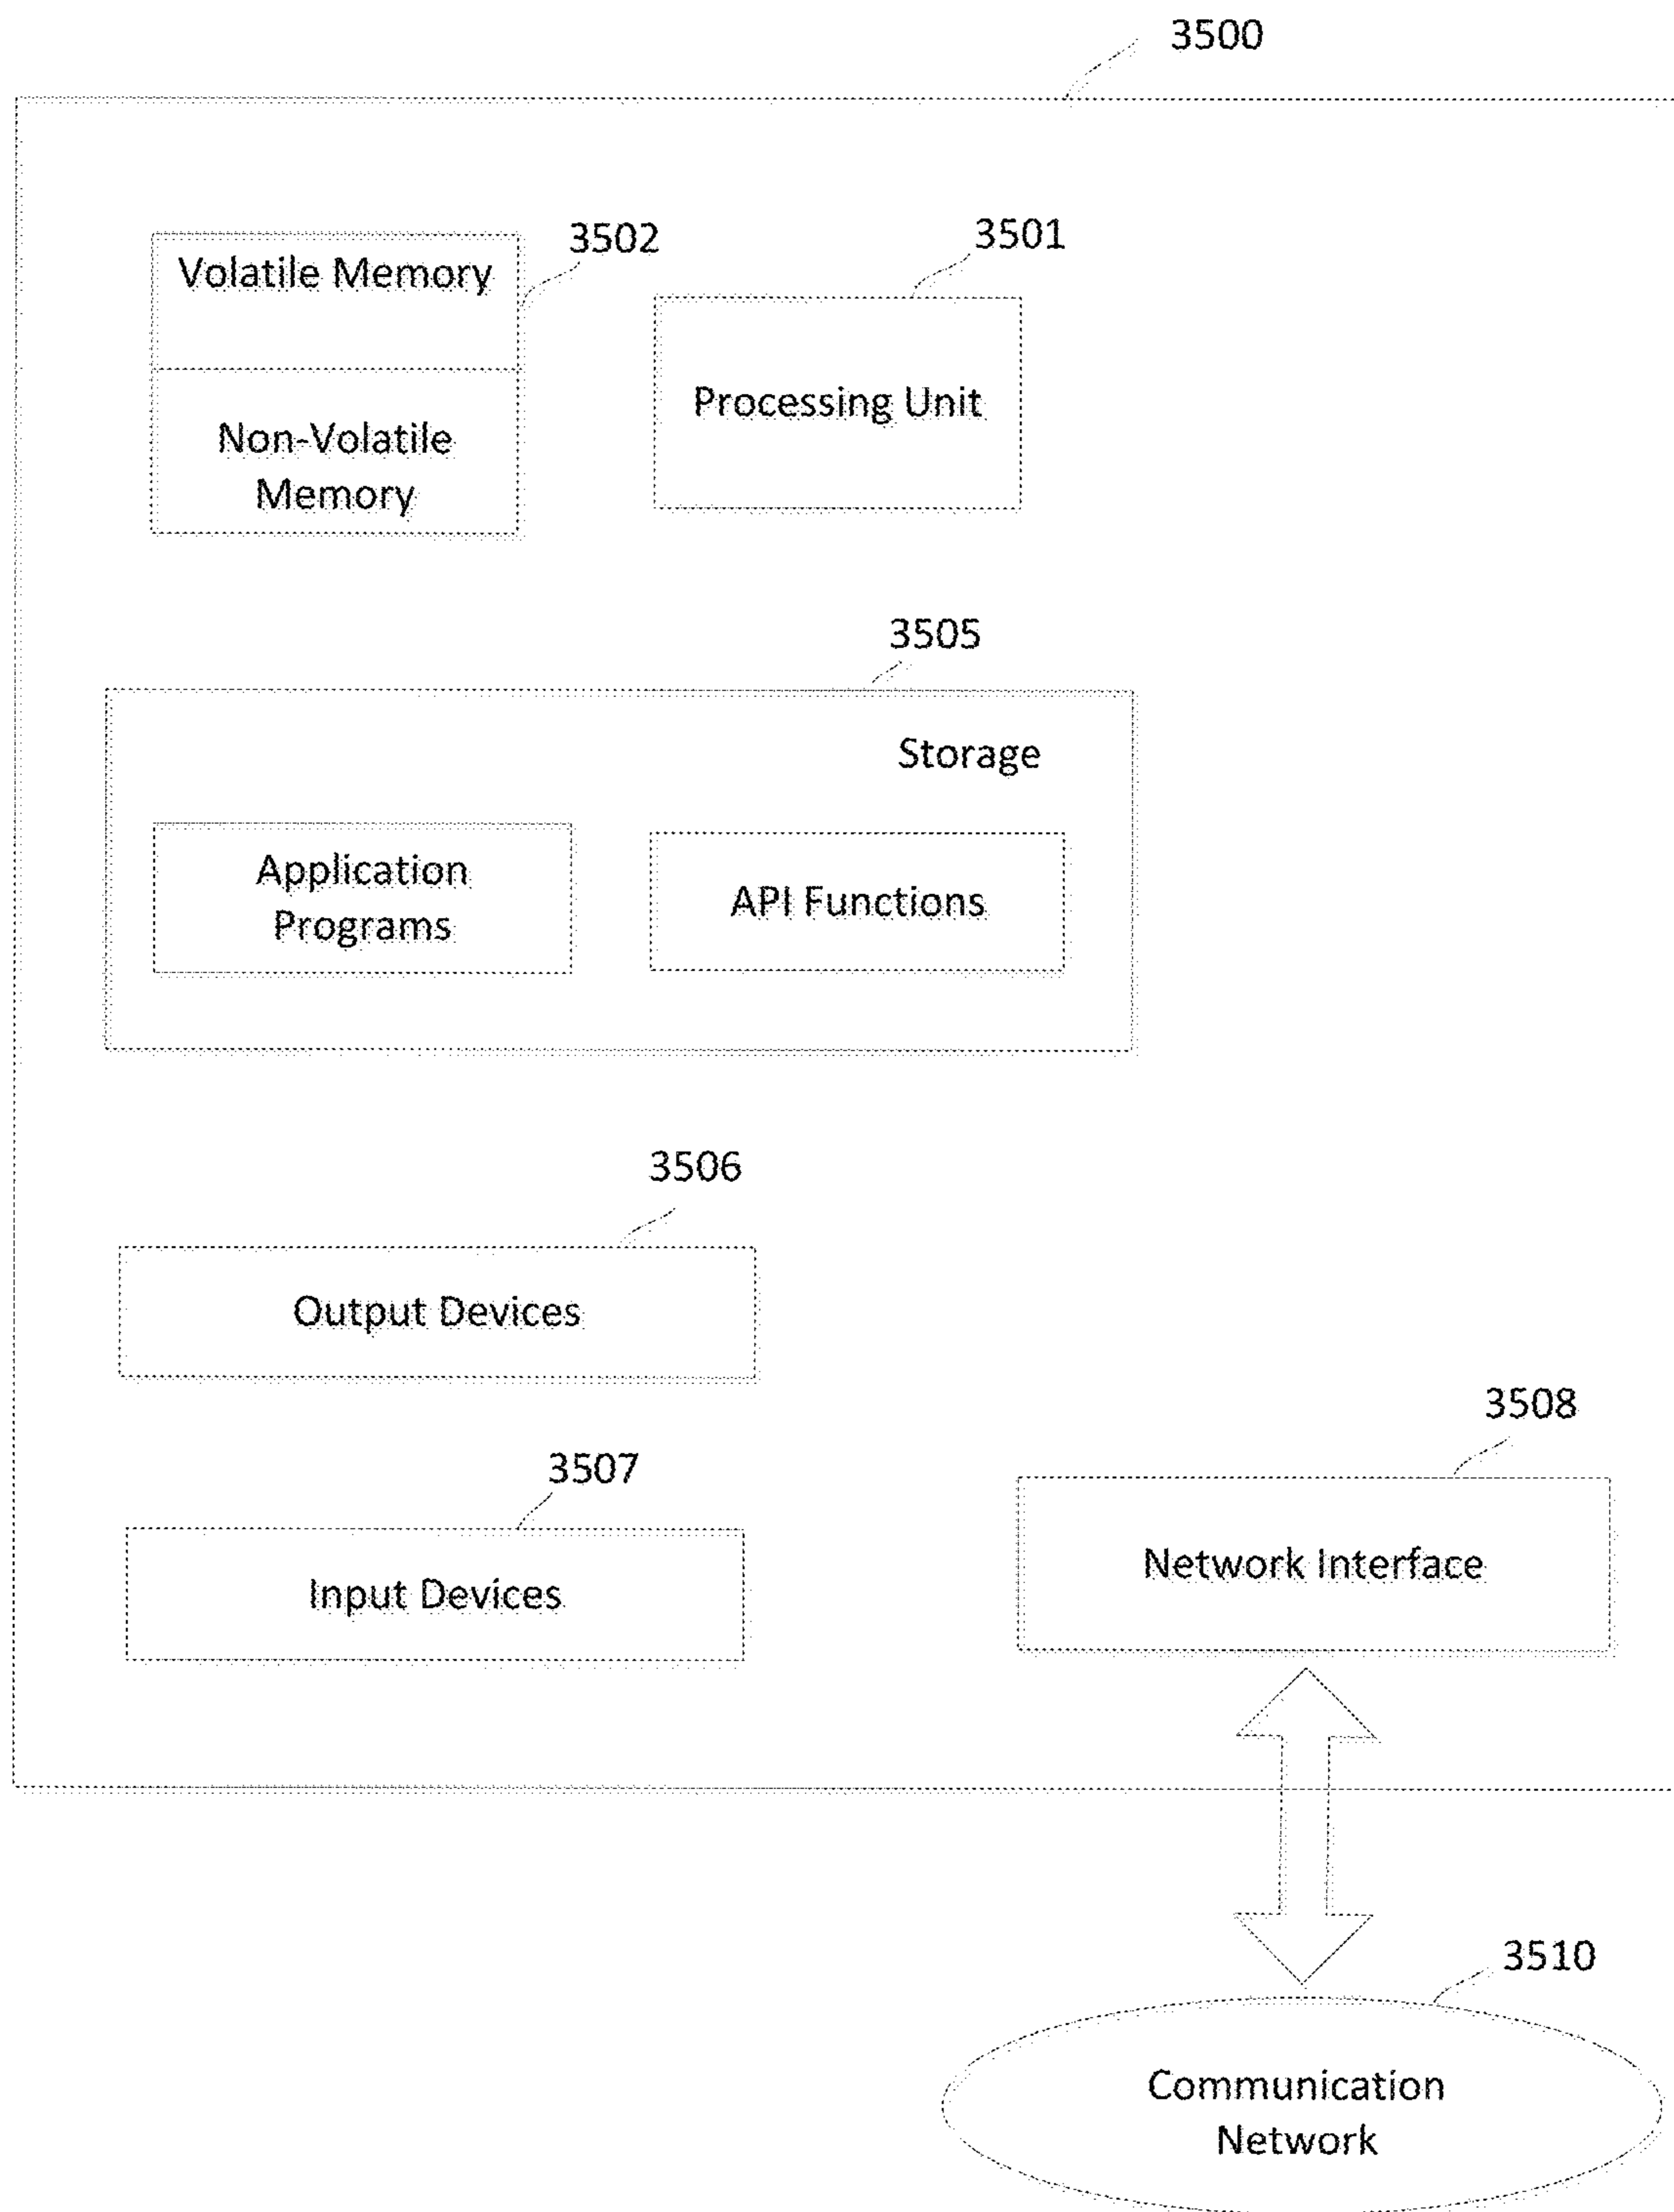 3500
3502
3501
Volatile Memory
Processing Unit
Non-Volatile
Memory
3505
Storage
Application
Programs
API Functions
3506
Output Devices
3508
3507
Network Interface
Input Devices
3510
Communication
Network